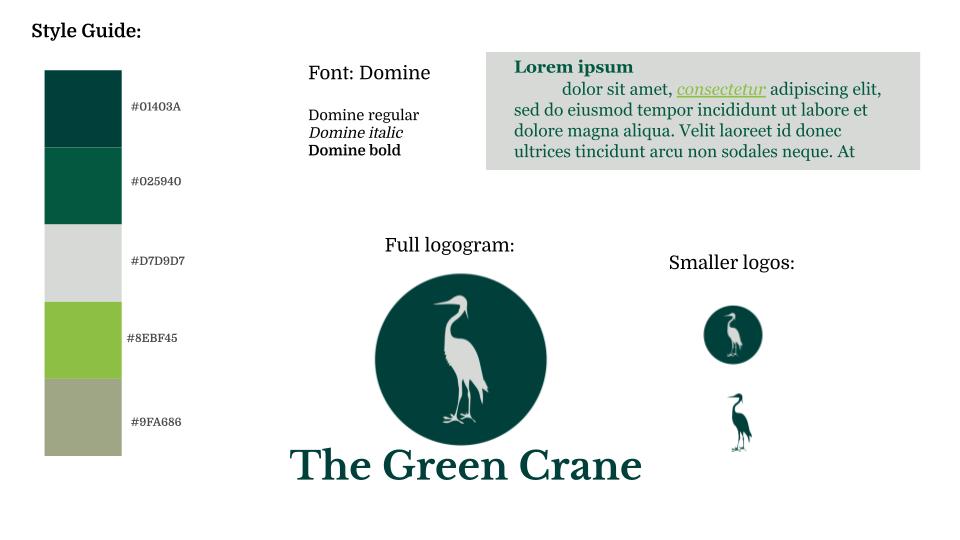 Style Guide:
#01403A
#025940
#D7D9D7
#8EBF45
#9FA686
Font: Domine
Domine regular
Domine italic
Domine bold
Lorem ipsum
dolor sit amet, consectetur adipiscing elit,
sed do eiusmod tempor incididunt ut labore et
dolore magna aliqua. Velit laoreet id donec
ultrices tincidunt arcu non sodales neque. At
Full logogram:
The Green Crane
Smaller logos: